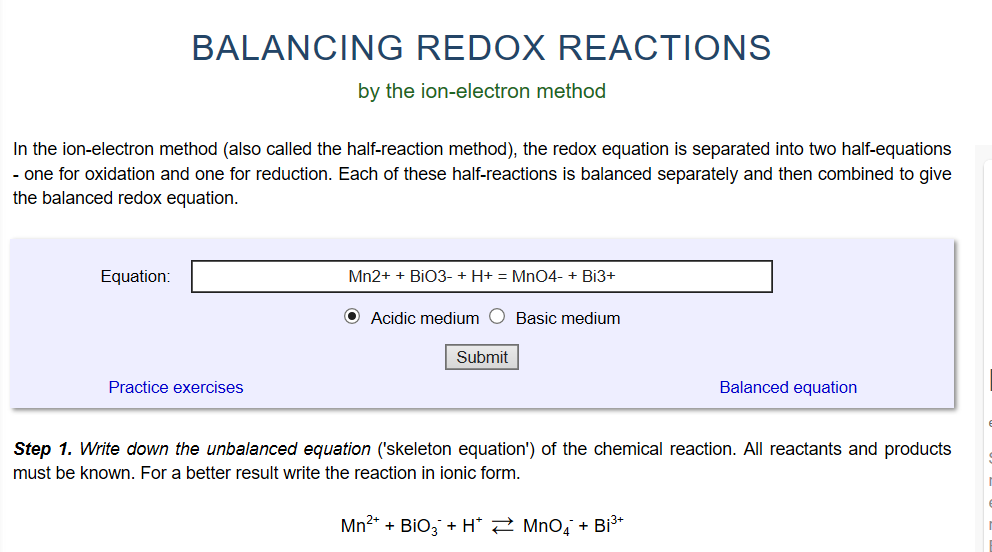 BALANCING REDOX REACTIONS
by the ion-electron method
In the ion-electron method (also called the half-reaction method), the redox equation is separated into two half-equations
- one for oxidation and one for reduction. Each of these half-reactions is balanced separately and then combined to give
the balanced redox equation.
Equation: Mn2+ + BiO3- + H+ = MnO4- + Bi3+
Acidic medium Basic medium
Submit
Practice exercises Balanced equation
Step 1. Write down the unbalanced equation ('skeleton equation') of the chemical reaction. All reactants and products
must be known. For a better result write the reaction in ionic form.
Mn²⁺ + BiO₃⁻ + H⁺ ⇄ MnO₄⁻ + Bi³⁺